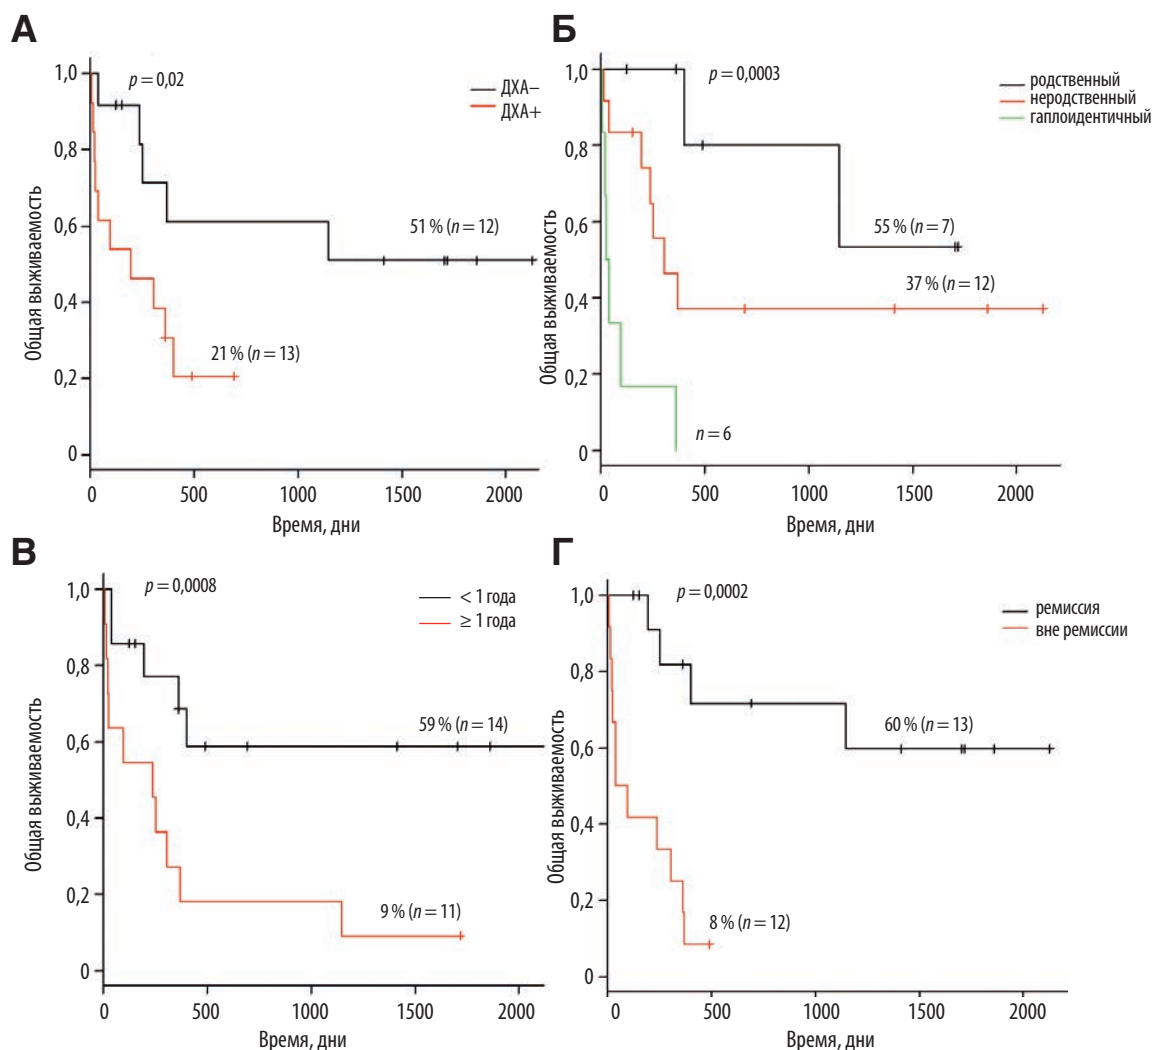 А
p = 0,02
ДХА–
ДХА+
Общая выживаемость
1,0
0,8
0,6
0,4
0,2
0
51 % (n = 12)
21 % (n = 13)
0 500 1000 1500 2000
Время, дни
Б
p = 0,0003
родственный
неродственный
гаплоидентичный
Общая выживаемость
1,0
0,8
0,6
0,4
0,2
0
55 % (n = 7)
37 % (n = 12)
n = 6
0 500 1000 1500 2000
Время, дни
В
p = 0,0008
< 1 года
≥ 1 года
Общая выживаемость
1,0
0,8
0,6
0,4
0,2
0
59 % (n = 14)
9 % (n = 11)
0 500 1000 1500 2000
Время, дни
Г
p = 0,0002
ремиссия
вне ремиссии
Общая выживаемость
1,0
0,8
0,6
0,4
0,2
0
60 % (n = 13)
8 % (n = 12)
0 500 1000 1500 2000
Время, дни